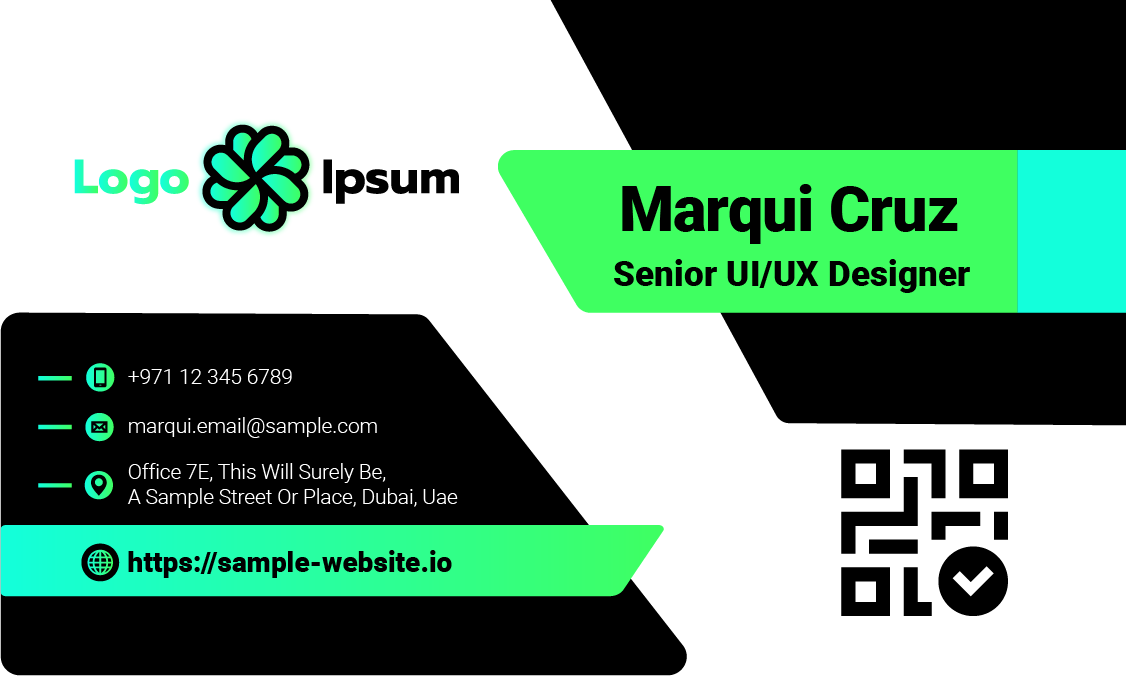 Logo Ipsum
Marqui Cruz
Senior UI/UX Designer
+971 12 345 6789
marqui.email@sample.com
Office 7E, This Will Surely Be,
A Sample Street Or Place, Dubai, Uae
https://sample-website.io